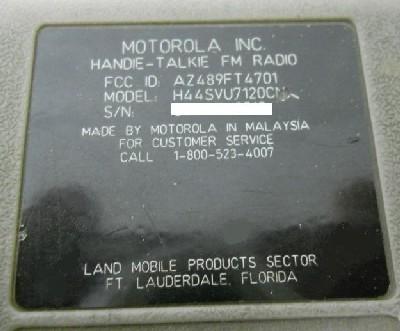 MOTOROLA INC.
HANDIE-TALKIE FM RADIO
FCC ID: AZ489FT4701
MODEL:
S/N:
MADE BY MOTOROLA IN MALAYSIA
FOR CUSTOMER SERVICE
CALL 1-800-523-4007
LAND MOBILE PRODUCTS SECTOR
FT. LAUDERDALE, FLORIDA